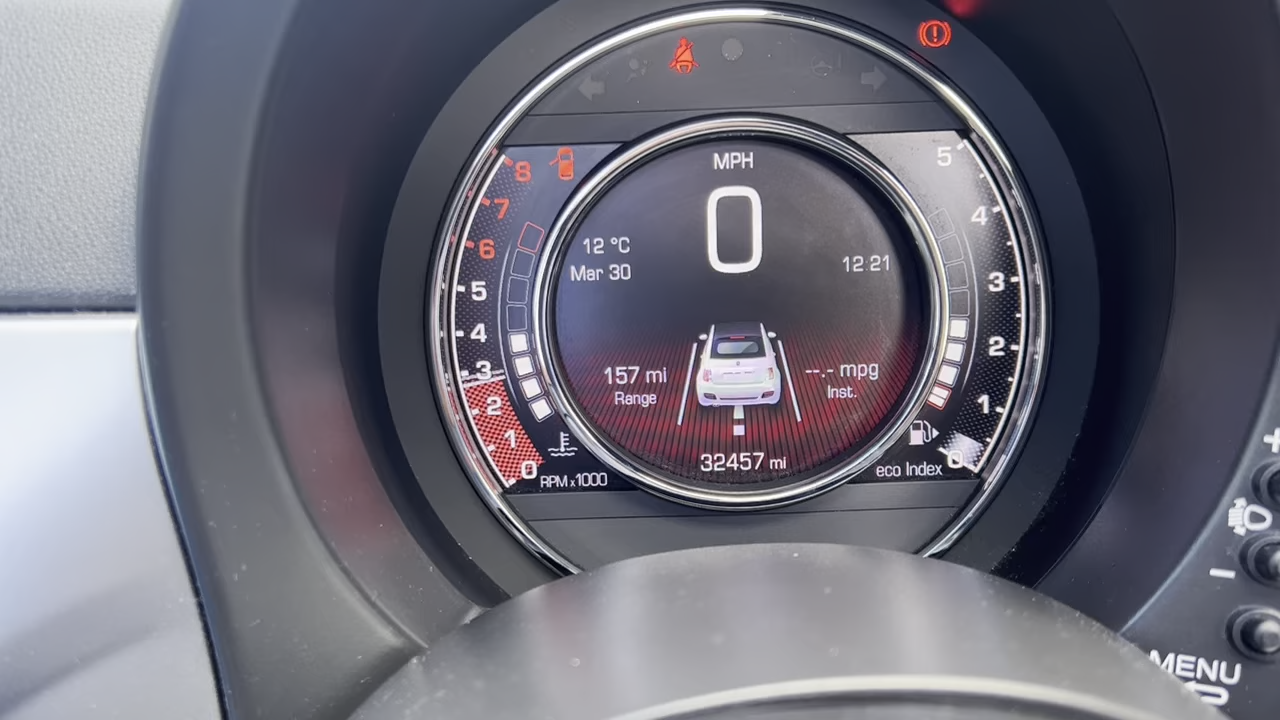 MPH
0
12 °C
Mar 30
12:21
157 mi
Range
--.- mpg
Inst.
32457 mi
8
7
6
5
4
3
2
1
0
RPM x1000
5
4
3
2
1
0
eco Index
+
-
MENU